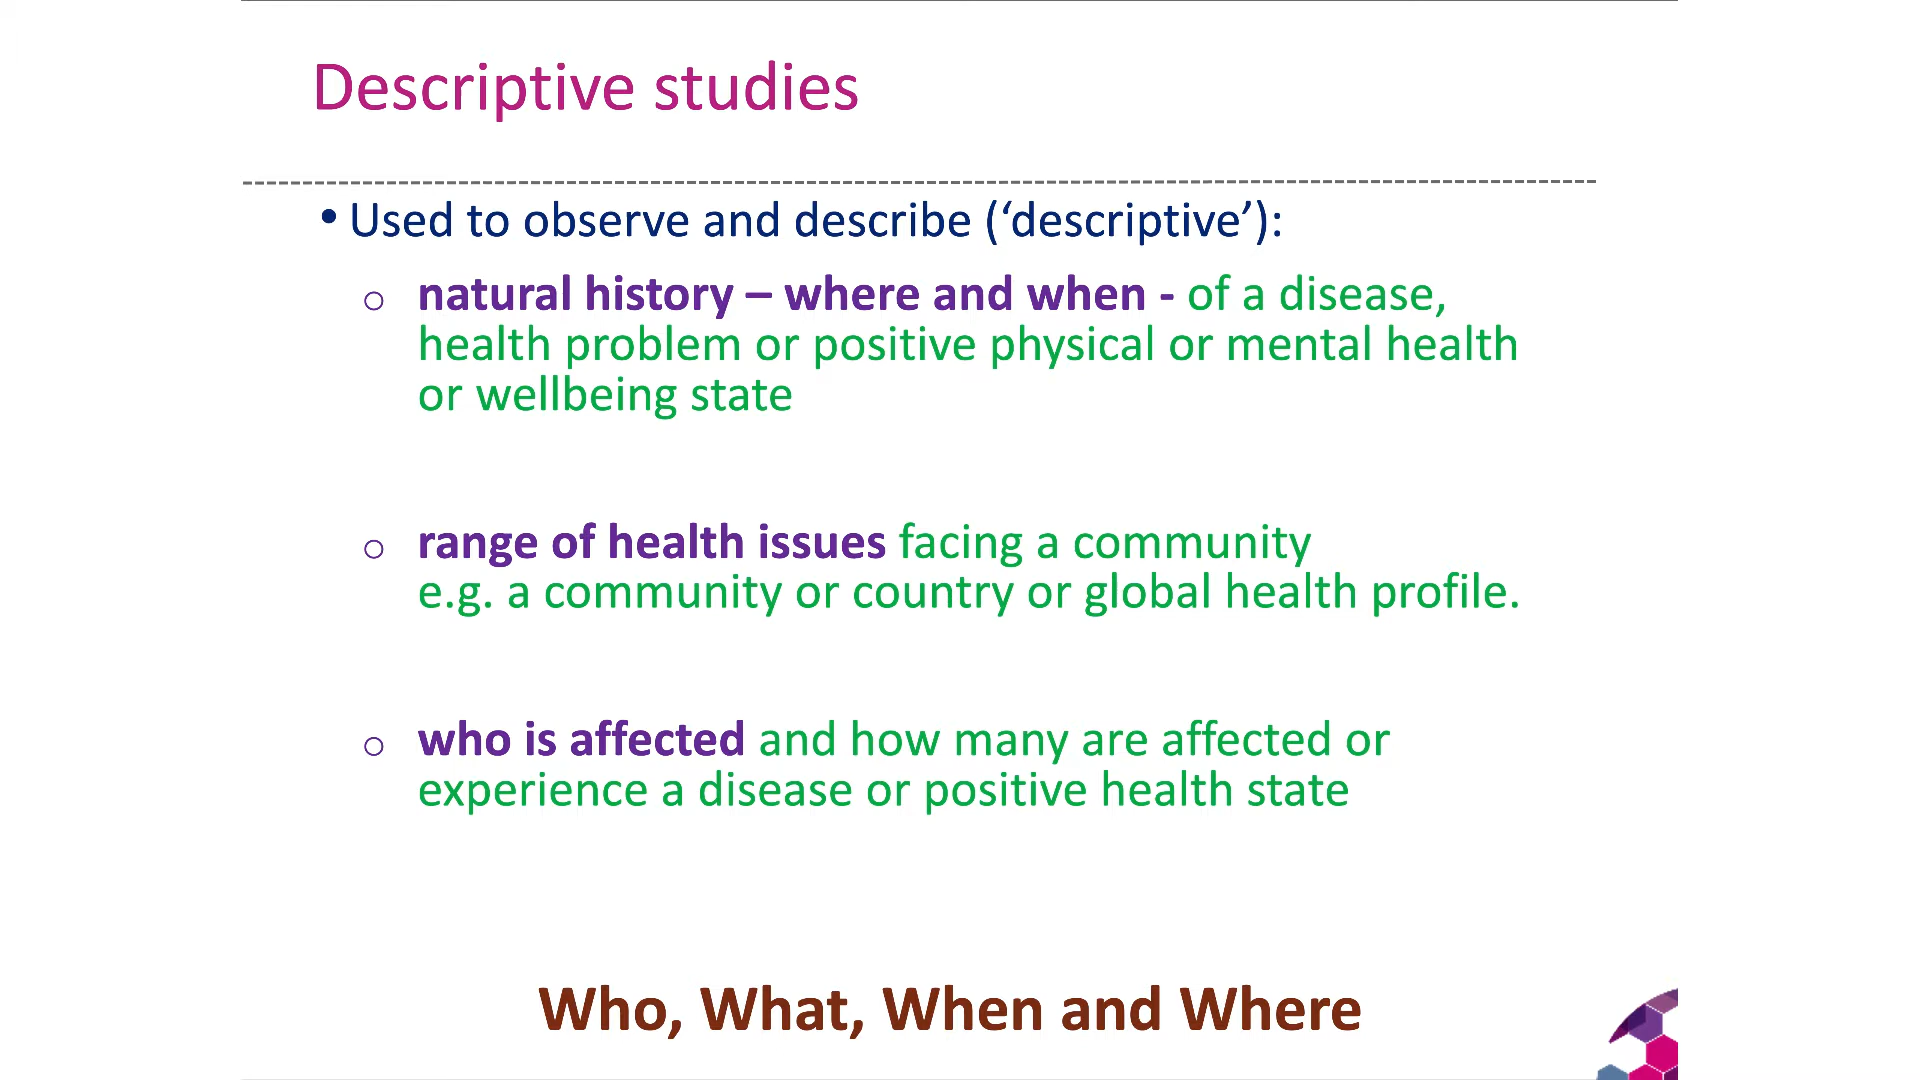 Descriptive studies
• Used to observe and describe (‘descriptive’):
o natural history – where and when - of a disease,
health problem or positive physical or mental health
or wellbeing state
o range of health issues facing a community
e.g. a community or country or global health profile.
o who is affected and how many are affected or
experience a disease or positive health state
Who, What, When and Where